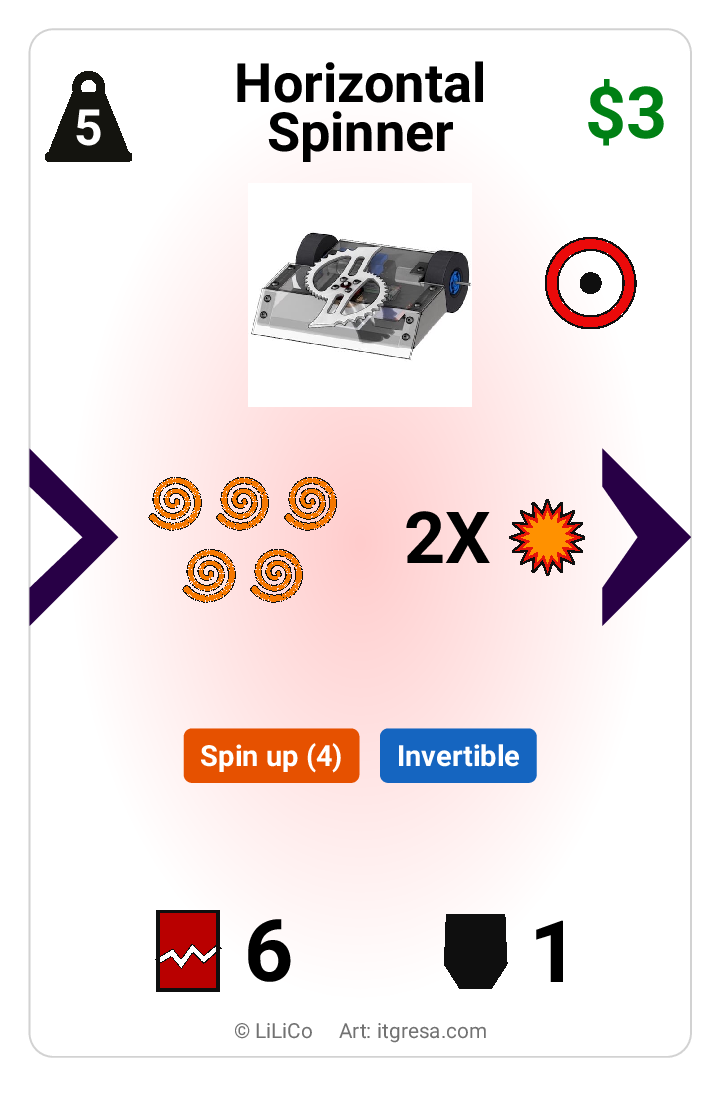 5
Horizontal
Spinner
$3
2X
Spin up (4)
Invertible
6
1
© LiLiCo Art: itgresa.com